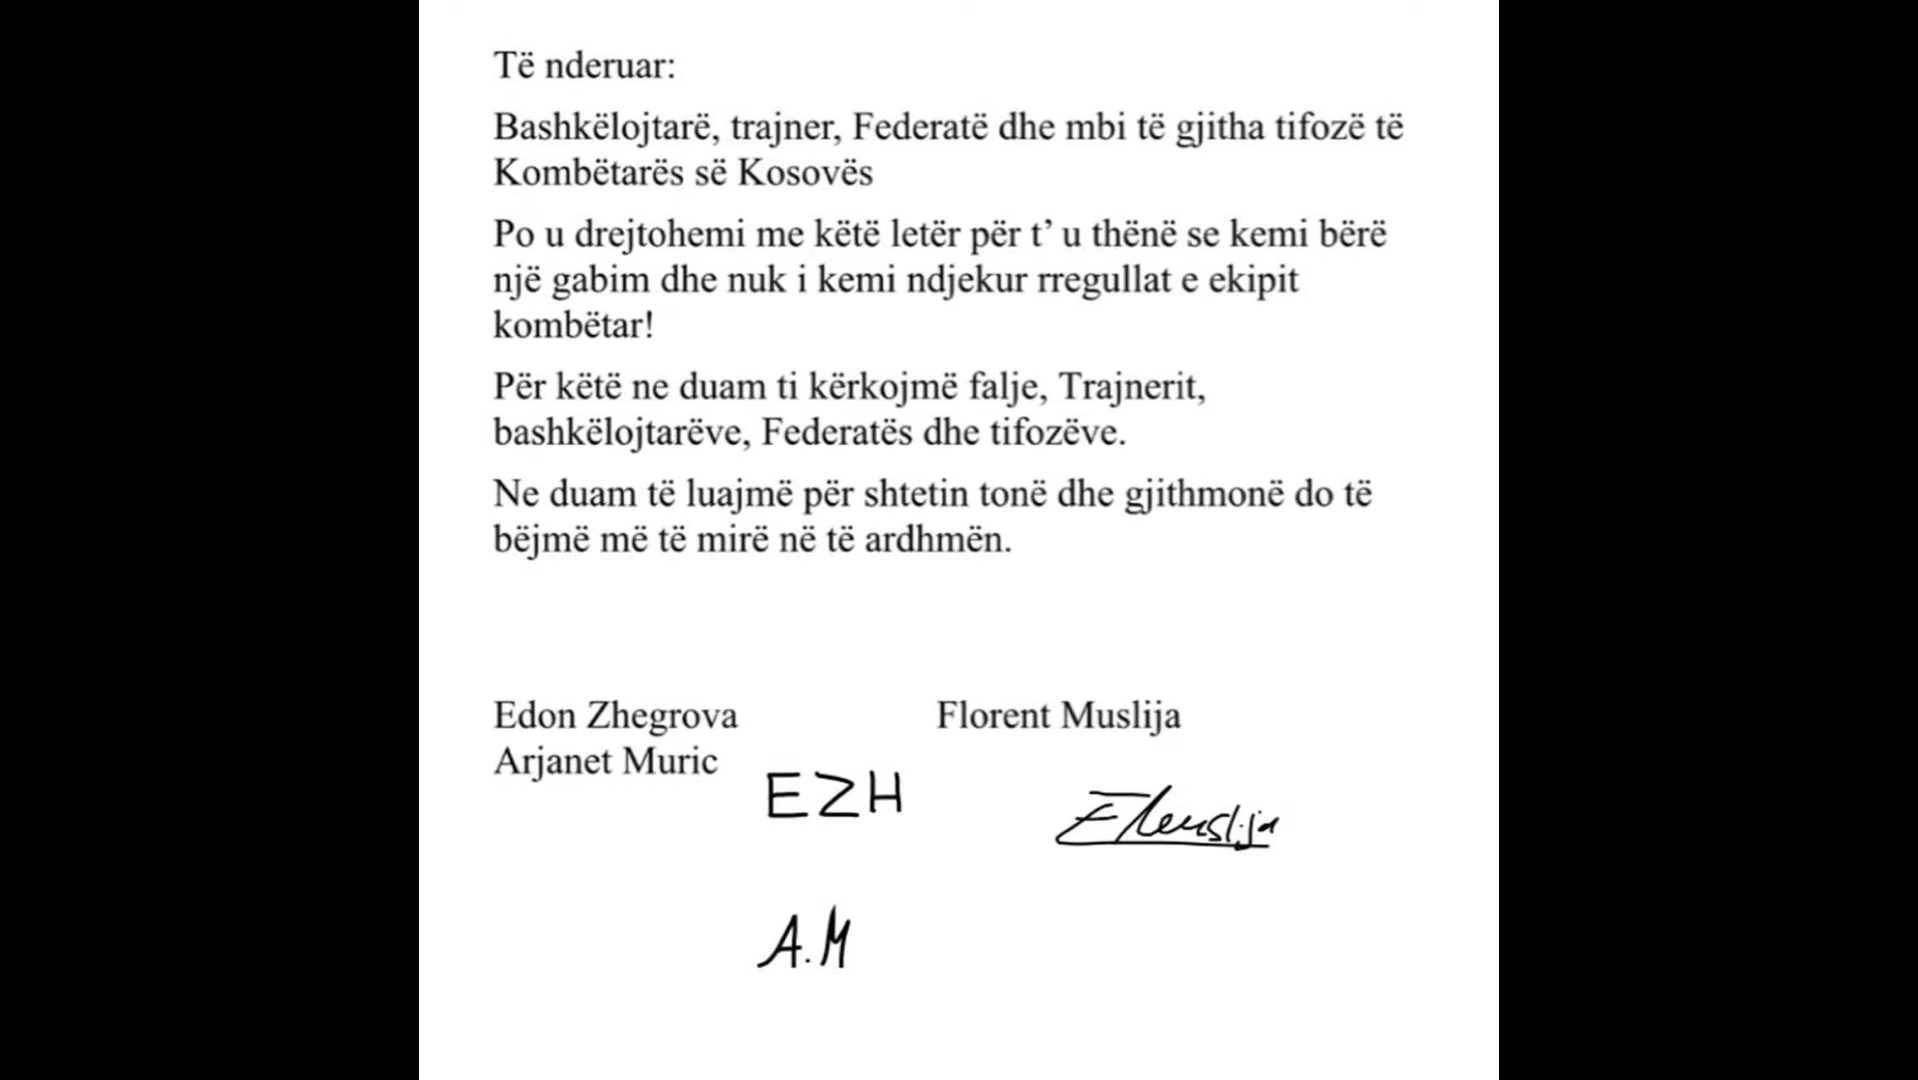 Të nderuar:
Bashkëlojtarë, trajner, Federatë dhe mbi të gjitha tifozë të
Kombëtarës së Kosovës
Po u drejtohemi me këtë letër për t’ u thënë se kemi bërë
një gabim dhe nuk i kemi ndjekur rregullat e ekipit
kombëtar!
Për këtë ne duam ti kërkojmë falje, Trajnerit,
bashkëlojtarëve, Federatës dhe tifozëve.
Ne duam të luajmë për shtetin tonë dhe gjithmonë do të
bëjmë më të mirë në të ardhmën.
Edon Zhegrova Florent Muslija
Arjanet Muric
EZH
A.M